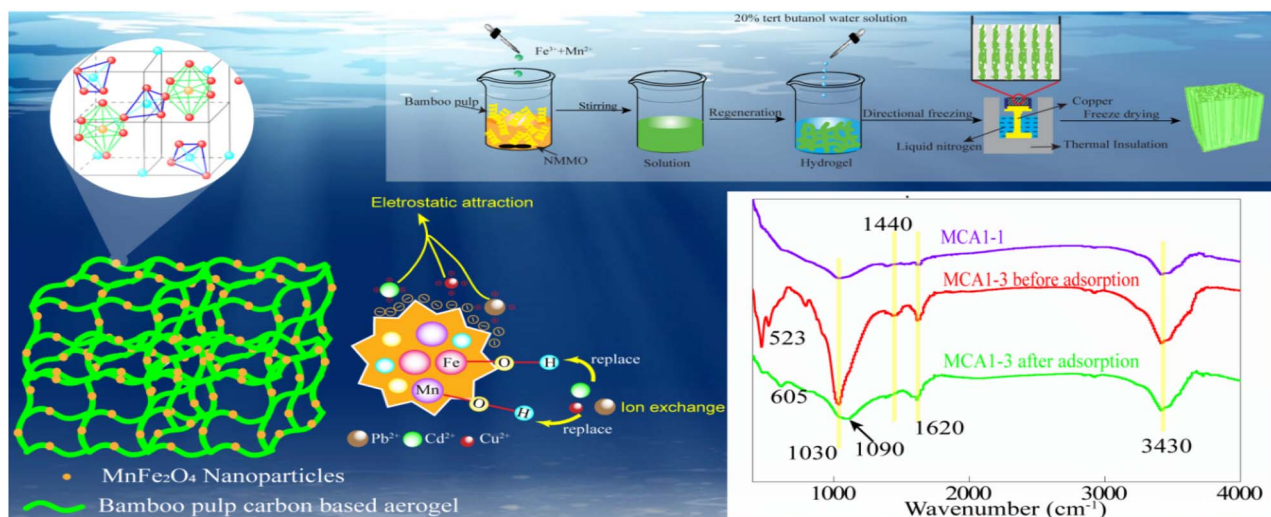 20% tert butanol water solution
Fe³⁺+Mn²⁺
Bamboo pulp
Stirring
Regeneration
Directional freezing
Copper
Freeze drying
NMMO
Solution
Hydrogel
Liquid nitrogen
Thermal Insulation
Eletrostatic attraction
Fe
O
H
replace
Mn
O
H
replace
Ion exchange
Pb²⁺
Cd²⁺
Cu²⁺
MnFe₂O₄ Nanoparticles
Bamboo pulp carbon based aerogel
1440
MCA1-1
MCA1-3 before adsorption
523
MCA1-3 after adsorption
605
1030
1090
1620
3430
1000
2000
3000
4000
Wavenumber (cm⁻¹)